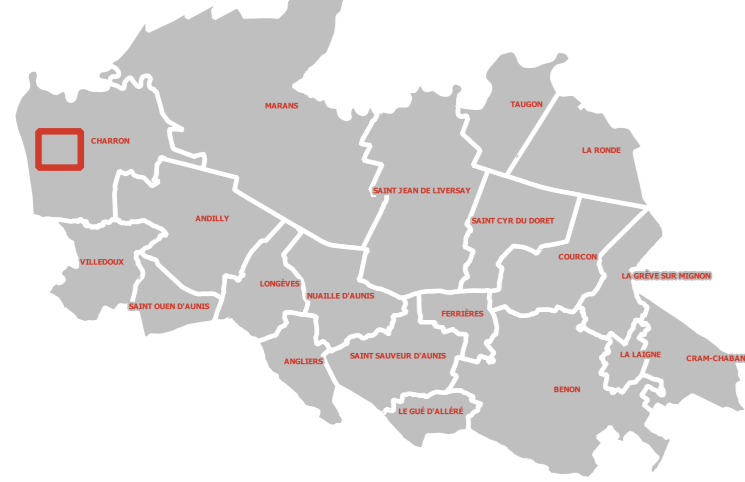 TAUGON
MARANS
CHARRON
LA RONDE
SAINT JEAN DE LIVERSAY
ANDILLY
SAINT CYR DU DORET
COURCON
VILLEDOUX
LA GRÈVE SUR MIGNON
LONGÈVES
NUAILLE D'AUNIS
SAINT OUEN D'AUNIS
FERRIÈRES
LA LAIGNE
SAINT SAUVEUR D'AUNIS
CRAM-CHABAN
ANGLIERS
BENON
LE GUÉ D'ALLÉRÉ